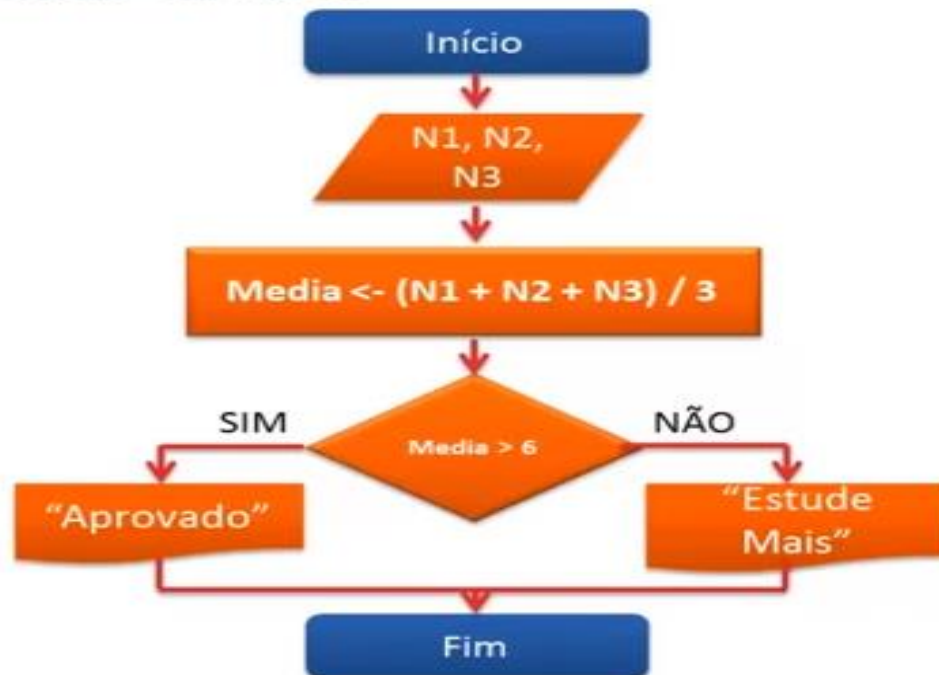 Início
N1, N2,
N3
Media <- (N1 + N2 + N3) / 3
SIM
NÃO
Media > 6
“Aprovado”
“Estude
Mais”
Fim